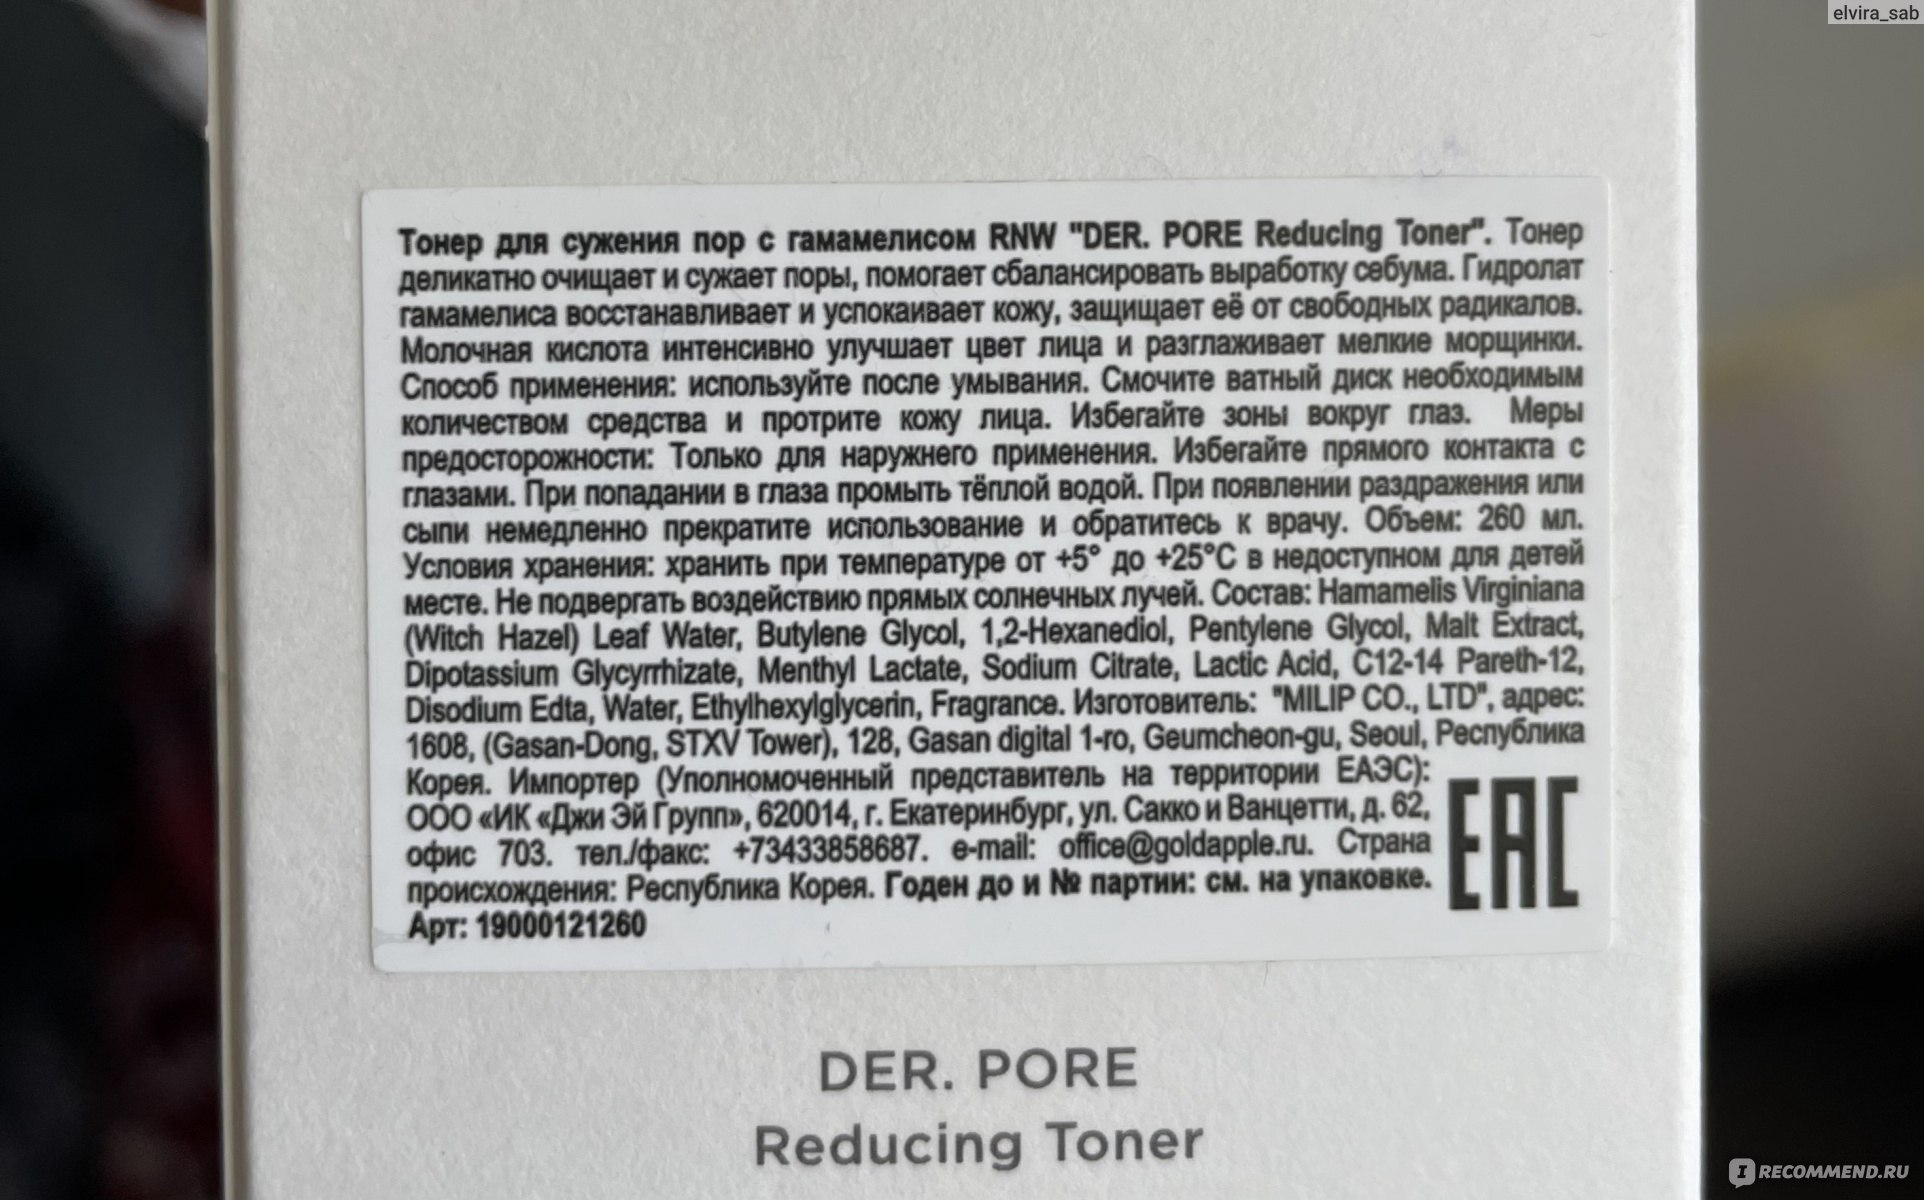 elvira_sab
Тонер для сужения пор с гамамелисом RNW "DER. PORE Reducing Toner". Тонер
деликатно очищает и сужает поры, помогает сбалансировать выработку себума. Гидролат
гамамелиса восстанавливает и успокаивает кожу, защищает её от свободных радикалов.
Молочная кислота интенсивно улучшает цвет лица и разглаживает мелкие морщинки.
Способ применения: используйте после умывания. Смочите ватный диск необходимым
количеством средства и протрите кожу лица. Избегайте зоны вокруг глаз. Меры
предосторожности: Только для наружнего применения. Избегайте прямого контакта с
глазами. При попадании в глаза промыть тёплой водой. При появлении раздражения или
сыпи немедленно прекратите использование и обратитесь к врачу. Объем: 260 мл.
Условия хранения: хранить при температуре от +5° до +25°C в недоступном для детей
месте. Не подвергать воздействию прямых солнечных лучей. Состав: Hamamelis Virginiana
(Witch Hazel) Leaf Water, Butylene Glycol, 1,2-Hexanediol, Pentylene Glycol, Malt Extract,
Dipotassium Glycyrrhizate, Menthyl Lactate, Sodium Citrate, Lactic Acid, C12-14 Pareth-12,
Disodium Edta, Water, Ethylhexylglycerin, Fragrance. Изготовитель: "MILIP CO., LTD", адрес:
1608, (Gasan-Dong, STXV Tower), 128, Gasan digital 1-ro, Geumcheon-gu, Seoul, Республика
Корея. Импортер (Уполномоченный представитель на территории ЕАЭС):
ООО «ИК «Джи Эй Групп», 620014, г. Екатеринбург, ул. Сакко и Ванцетти, д. 62,
офис 703. тел./факс: +73433858687. e-mail: office@goldapple.ru. Страна
происхождения: Республика Корея. Годен до и № партии: см. на упаковке.
Арт: 19000121260
EAC
DER. PORE
Reducing Toner
IRECOMMEND.RU